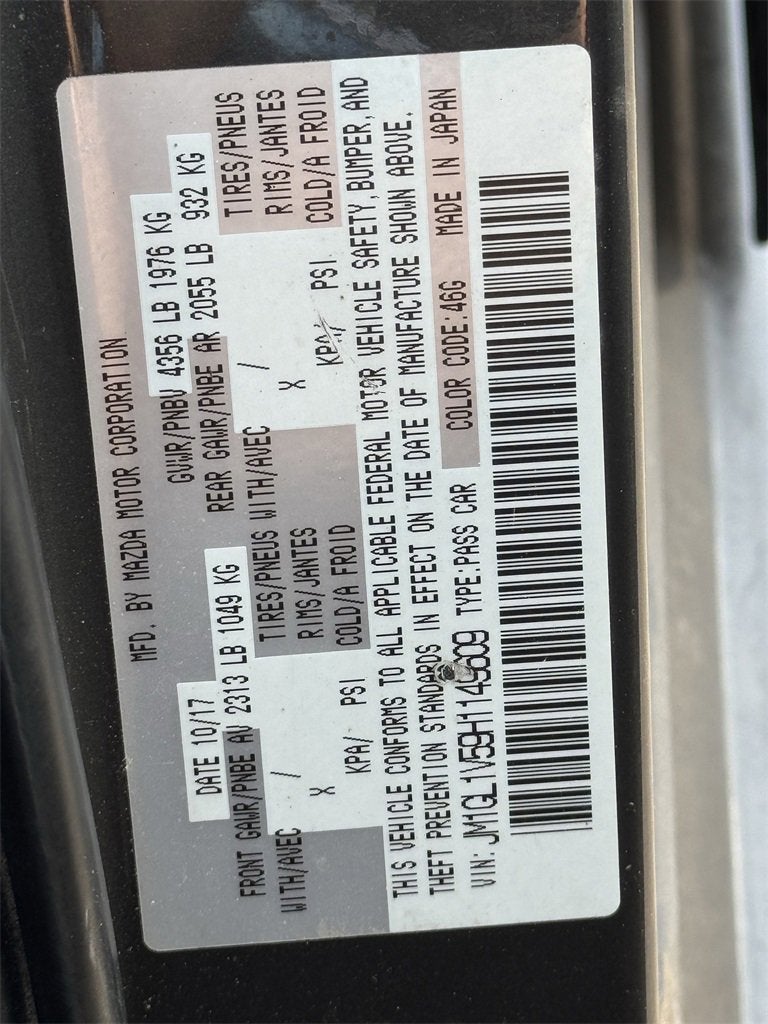 MFD. BY MAZDA MOTOR CORPORATION
DATE 10/17 GVWR/PNBV 4356 LB 1976 KG
FRONT GAWR/PNBE AV 2313 LB 1049 KG REAR GAWR/PNBE AR 2055 LB 932 KG
WITH/AVEC / TIRES/PNEUS WITH/AVEC / TIRES/PNEUS
X RIMS/JANTES X RIMS/JANTES
KPA/ PSI COLD/A FROID KPA/ PSI COLD/A FROID
THIS VEHICLE CONFORMS TO ALL APPLICABLE FEDERAL MOTOR VEHICLE SAFETY, BUMPER, AND
THEFT PREVENTION STANDARDS IN EFFECT ON THE DATE OF MANUFACTURE SHOWN ABOVE.
VIN: JM1GL1V59H1149609 TYPE:PASS CAR COLOR CODE:46G MADE IN JAPAN